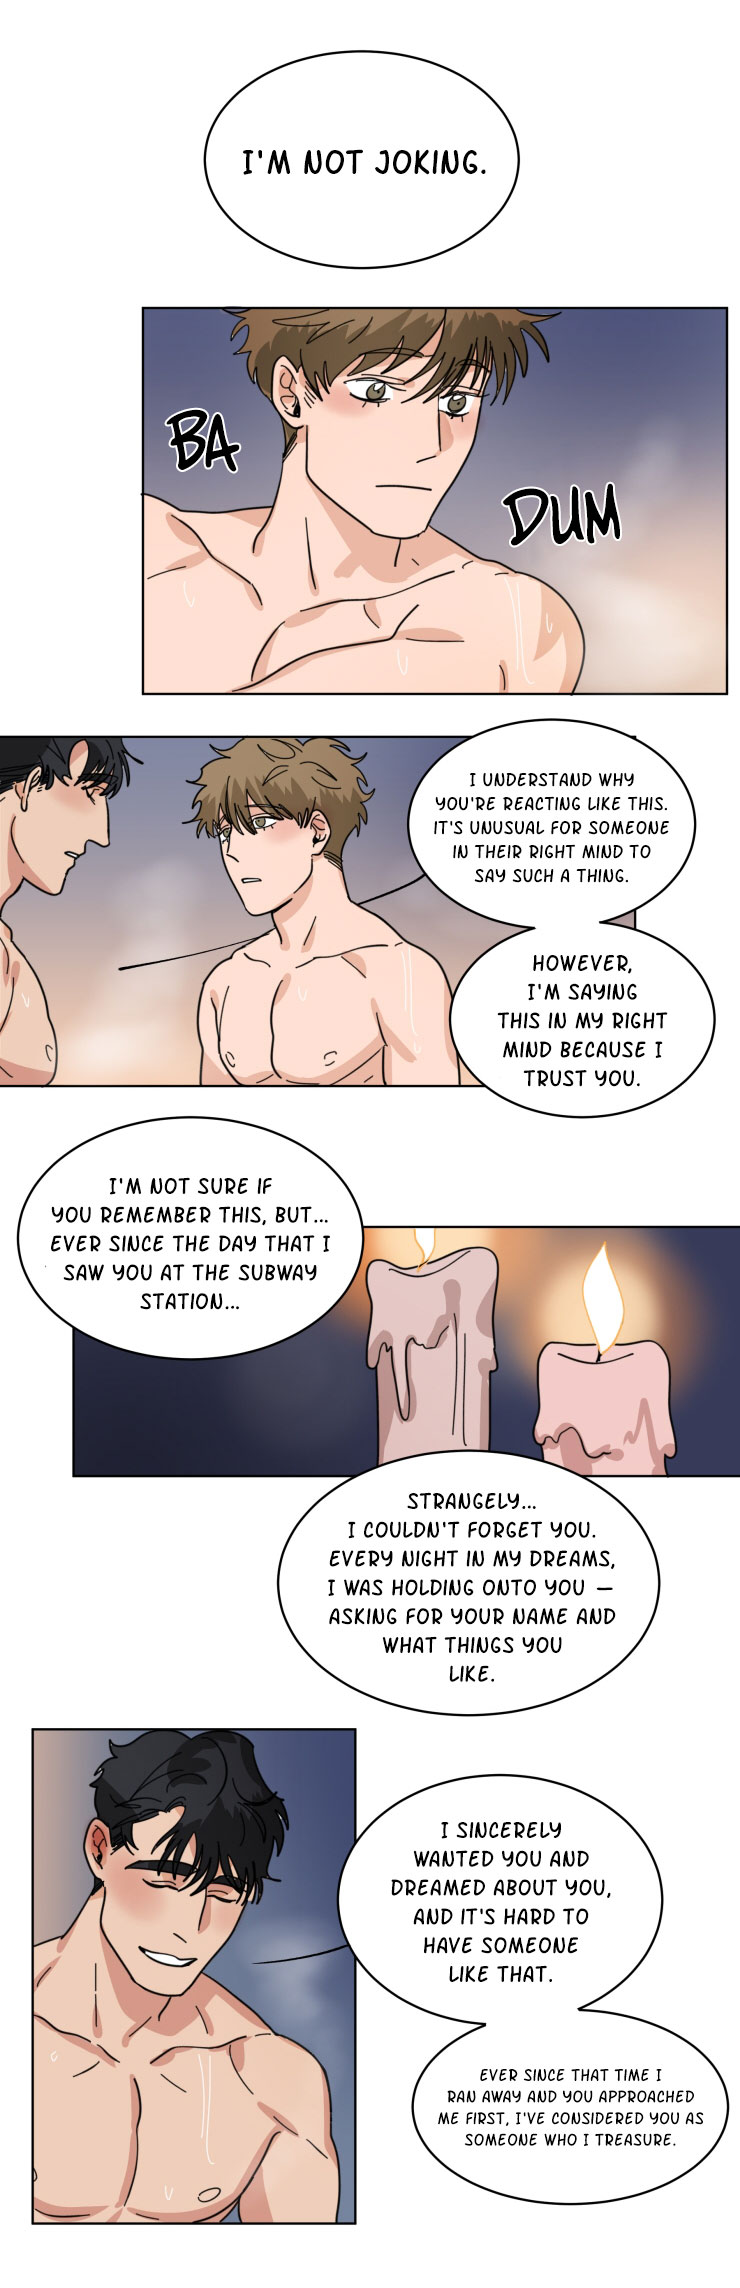 I'M NOT JOKING.
BA
DUM
I UNDERSTAND WHY
YOU'RE REACTING LIKE THIS.
IT'S UNUSUAL FOR SOMEONE
IN THEIR RIGHT MIND TO
SAY SUCH A THING.
HOWEVER,
I'M SAYING
THIS IN MY RIGHT
MIND BECAUSE I
TRUST YOU.
I'M NOT SURE IF
YOU REMEMBER THIS, BUT...
EVER SINCE THE DAY THAT I
SAW YOU AT THE SUBWAY
STATION...
STRANGELY...
I COULDN'T FORGET YOU.
EVERY NIGHT IN MY DREAMS,
I WAS HOLDING ONTO YOU —
ASKING FOR YOUR NAME AND
WHAT THINGS YOU
LIKE.
I SINCERELY
WANTED YOU AND
DREAMED ABOUT YOU,
AND IT'S HARD TO
HAVE SOMEONE
LIKE THAT.
EVER SINCE THAT TIME I
RAN AWAY AND YOU APPROACHED
ME FIRST, I'VE CONSIDERED YOU AS
SOMEONE WHO I TREASURE.